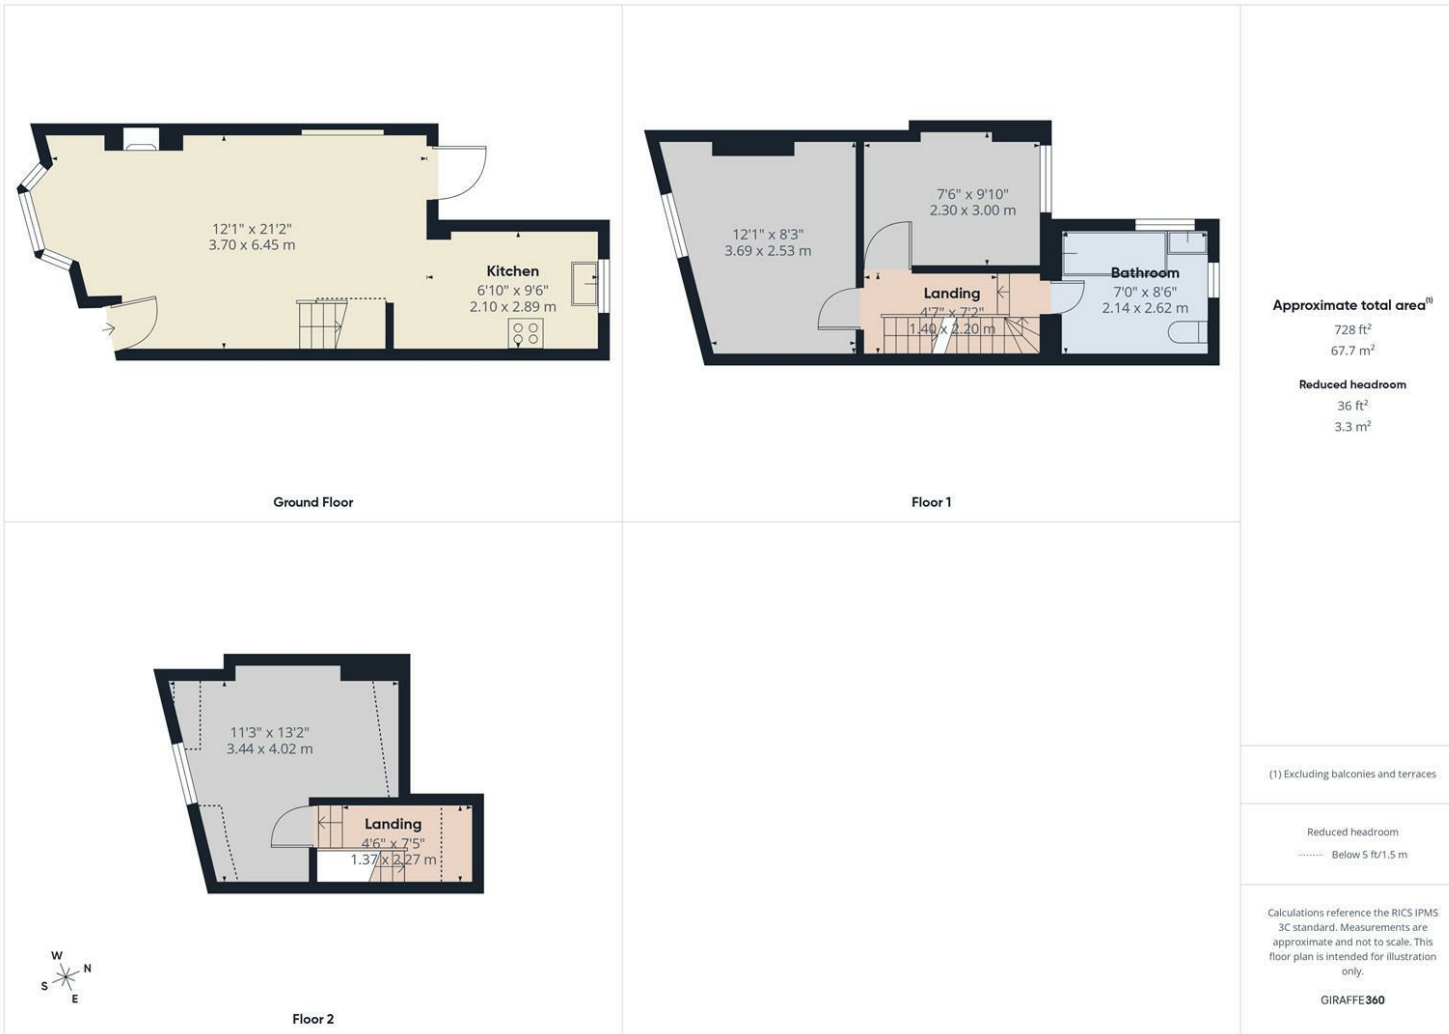 12'1" x 21'2"
3.70 x 6.45 m
Kitchen
6'10" x 9'6"
2.10 x 2.89 m
Ground Floor
12'1" x 8'3"
3.69 x 2.53 m
7'6" x 9'10"
2.30 x 3.00 m
Landing
4'7" x 7'2"
1.40 x 2.20 m
Bathroom
7'0" x 8'6"
2.14 x 2.62 m
Floor 1
11'3" x 13'2"
3.44 x 4.02 m
Landing
4'6" x 7'5"
1.37 x 2.27 m
W
N
S
E
Floor 2
Approximate total area(1)
728 ft²
67.7 m²
Reduced headroom
36 ft²
3.3 m²
(1) Excluding balconies and terraces
Reduced headroom
Below 5 ft/1.5 m
Calculations reference the RICS IPMS
3C standard. Measurements are
approximate and not to scale. This
floor plan is intended for illustration
only.
GIRAFFE360